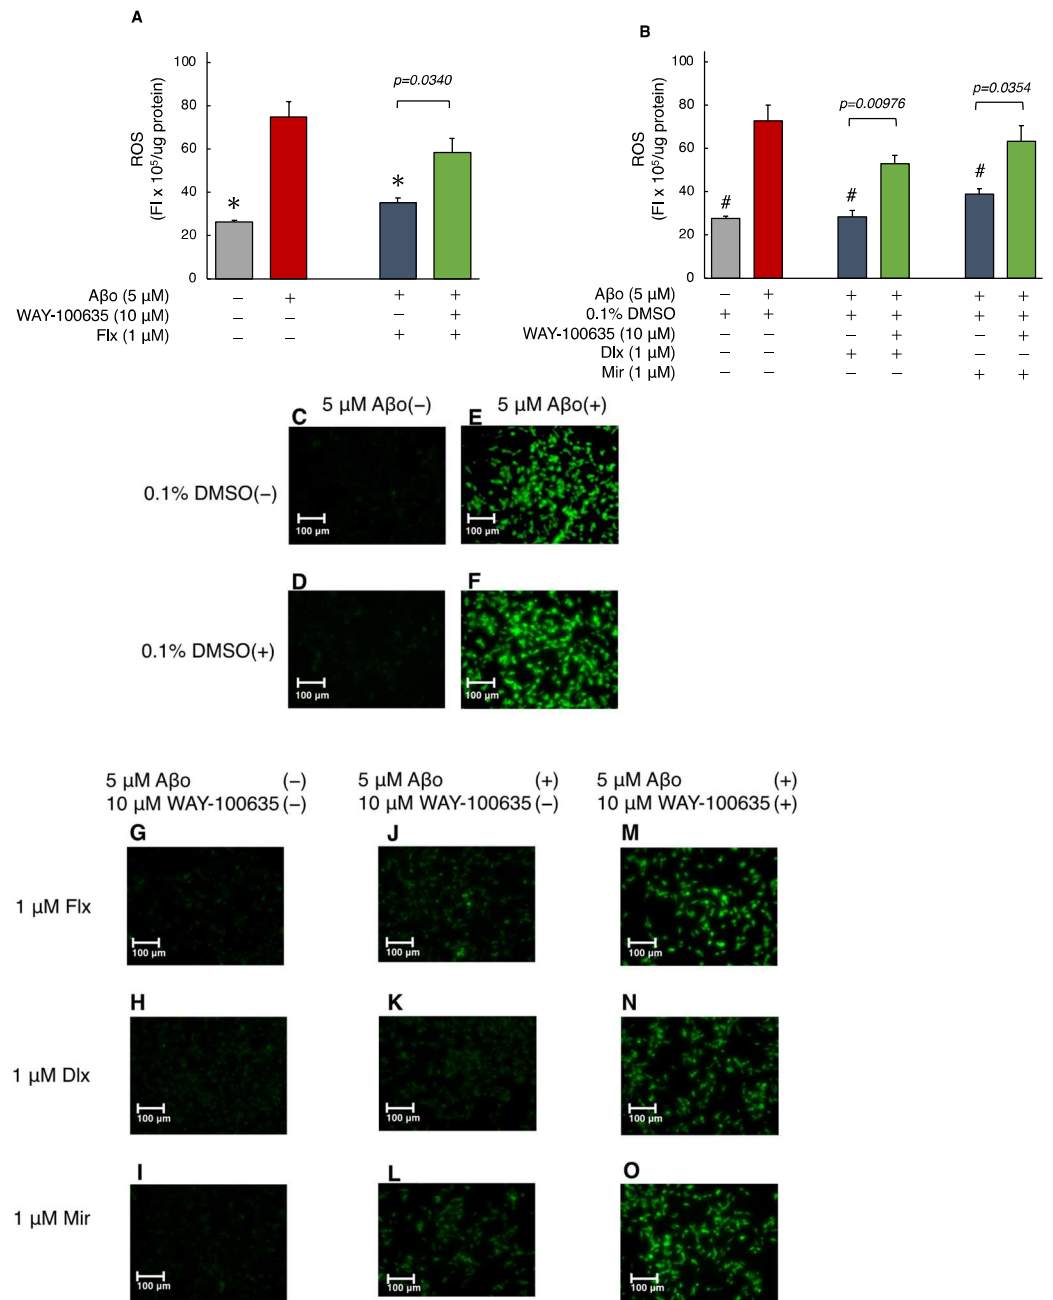 A
100
80
60
40
20
0
ROS
(FI x 10⁵/ug protein)
*
*
p=0.0340
Aβo (5 μM) – + + +
WAY-100635 (10 μM) – – – +
Flx (1 μM) – – + +
B
100
80
60
40
20
0
ROS
(FI x 10⁵/ug protein)
#
#
#
p=0.00976
p=0.0354
Aβo (5 μM) – + + + + +
0.1% DMSO + + + + + +
WAY-100635 (10 μM) – – – + – +
Dlx (1 μM) – – + + – –
Mir (1 μM) – – – – + +
5 μM Aβo(–) 5 μM Aβo(+)
C E
0.1% DMSO(–)
100 μm 100 μm
D F
0.1% DMSO(+)
100 μm 100 μm
5 μM Aβo (–) 5 μM Aβo (+) 5 μM Aβo (+)
10 μM WAY-100635 (–) 10 μM WAY-100635 (–) 10 μM WAY-100635 (+)
G J M
1 μM Flx
100 μm 100 μm 100 μm
H K N
1 μM Dlx
100 μm 100 μm 100 μm
I L O
1 μM Mir
100 μm 100 μm 100 μm